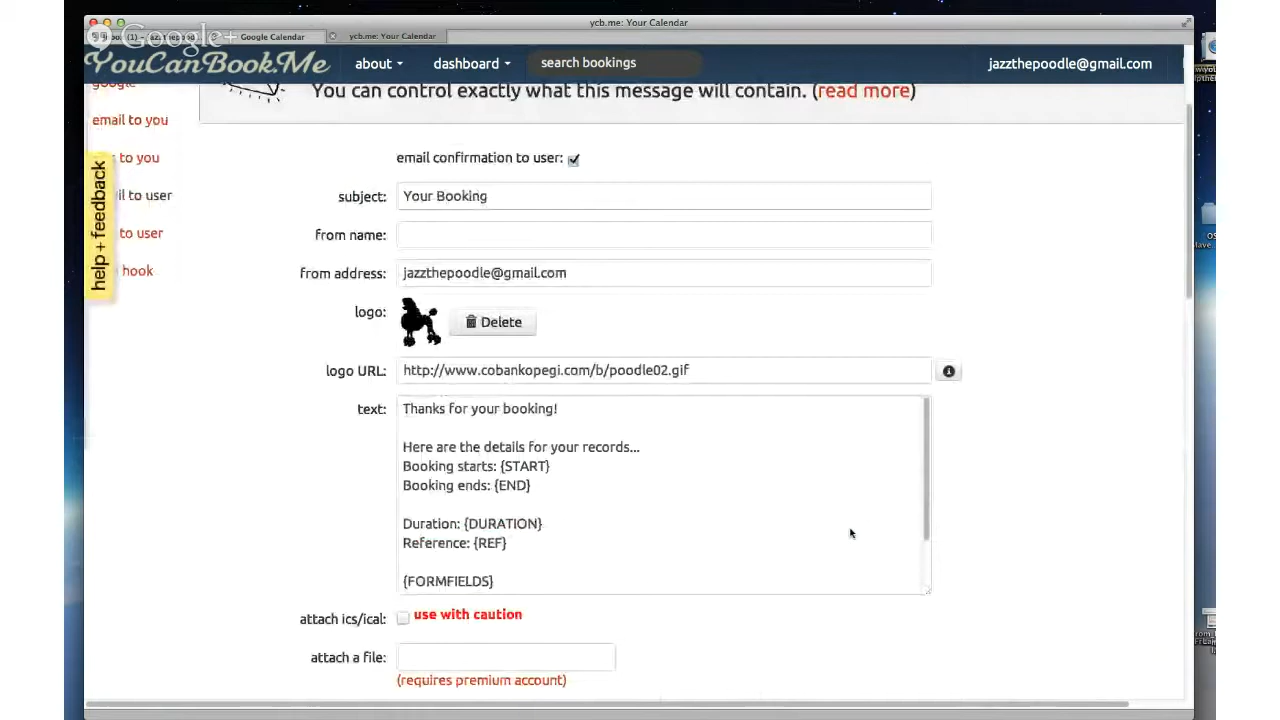 ycb.me: Your Calendar
Google+
Google Calendar
ycb.me: Your Calendar
YouCanBook.Me
about
dashboard
search bookings
jazzthepoodle@gmail.com
google
You can control exactly what this message will contain. (read more)
email to you
to you
il to user
to user
hook
help+feedback
email confirmation to user:
subject:
Your Booking
from name:
from address:
jazzthepoodle@gmail.com
logo:
Delete
logo URL:
http://www.cobankopegi.com/b/poodle02.gif
text:
Thanks for your booking!
Here are the details for your records...
Booking starts: {START}
Booking ends: {END}
Duration: {DURATION}
Reference: {REF}
{FORMFIELDS}
attach ics/ical:
use with caution
attach a file:
(requires premium account)